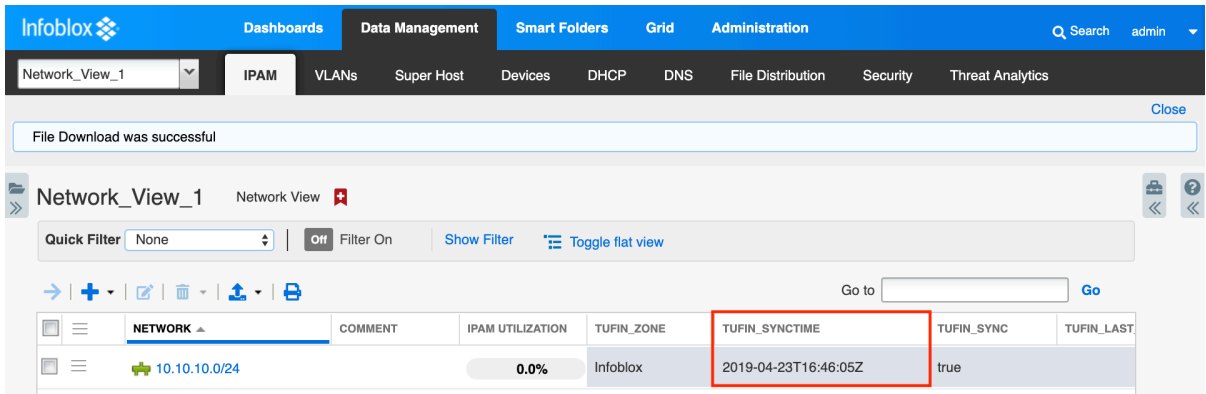 Infoblox Dashboards Data Management Smart Folders Grid Administration Search admin
Network_View_1 IPAM VLANs Super Host Devices DHCP DNS File Distribution Security Threat Analytics
Close
File Download was successful
Network_View_1 Network View
Quick Filter None Off Filter On Show Filter Toggle flat view
Go to Go
NETWORK COMMENT IPAM UTILIZATION TUFIN_ZONE TUFIN_SYNCTIME TUFIN_SYNC TUFIN_LAST_
10.10.10.0/24 0.0% Infoblox 2019-04-23T16:46:05Z true